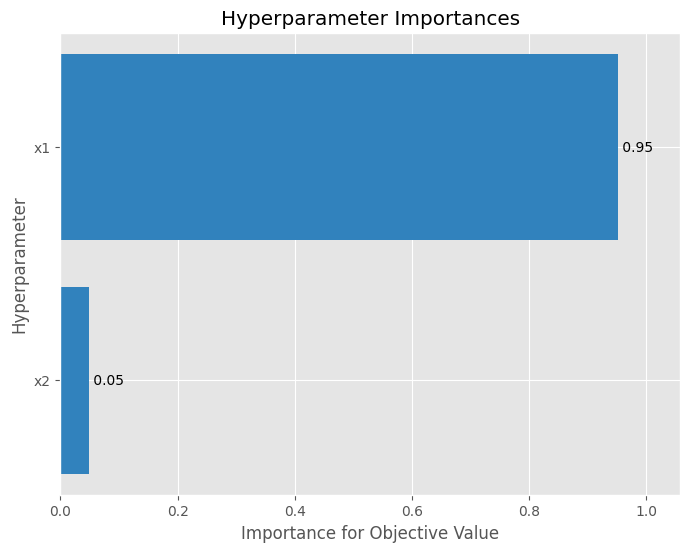 Hyperparameter Importances
Hyperparameter
x1
0.95
x2
0.05
0.0 0.2 0.4 0.6 0.8 1.0
Importance for Objective Value